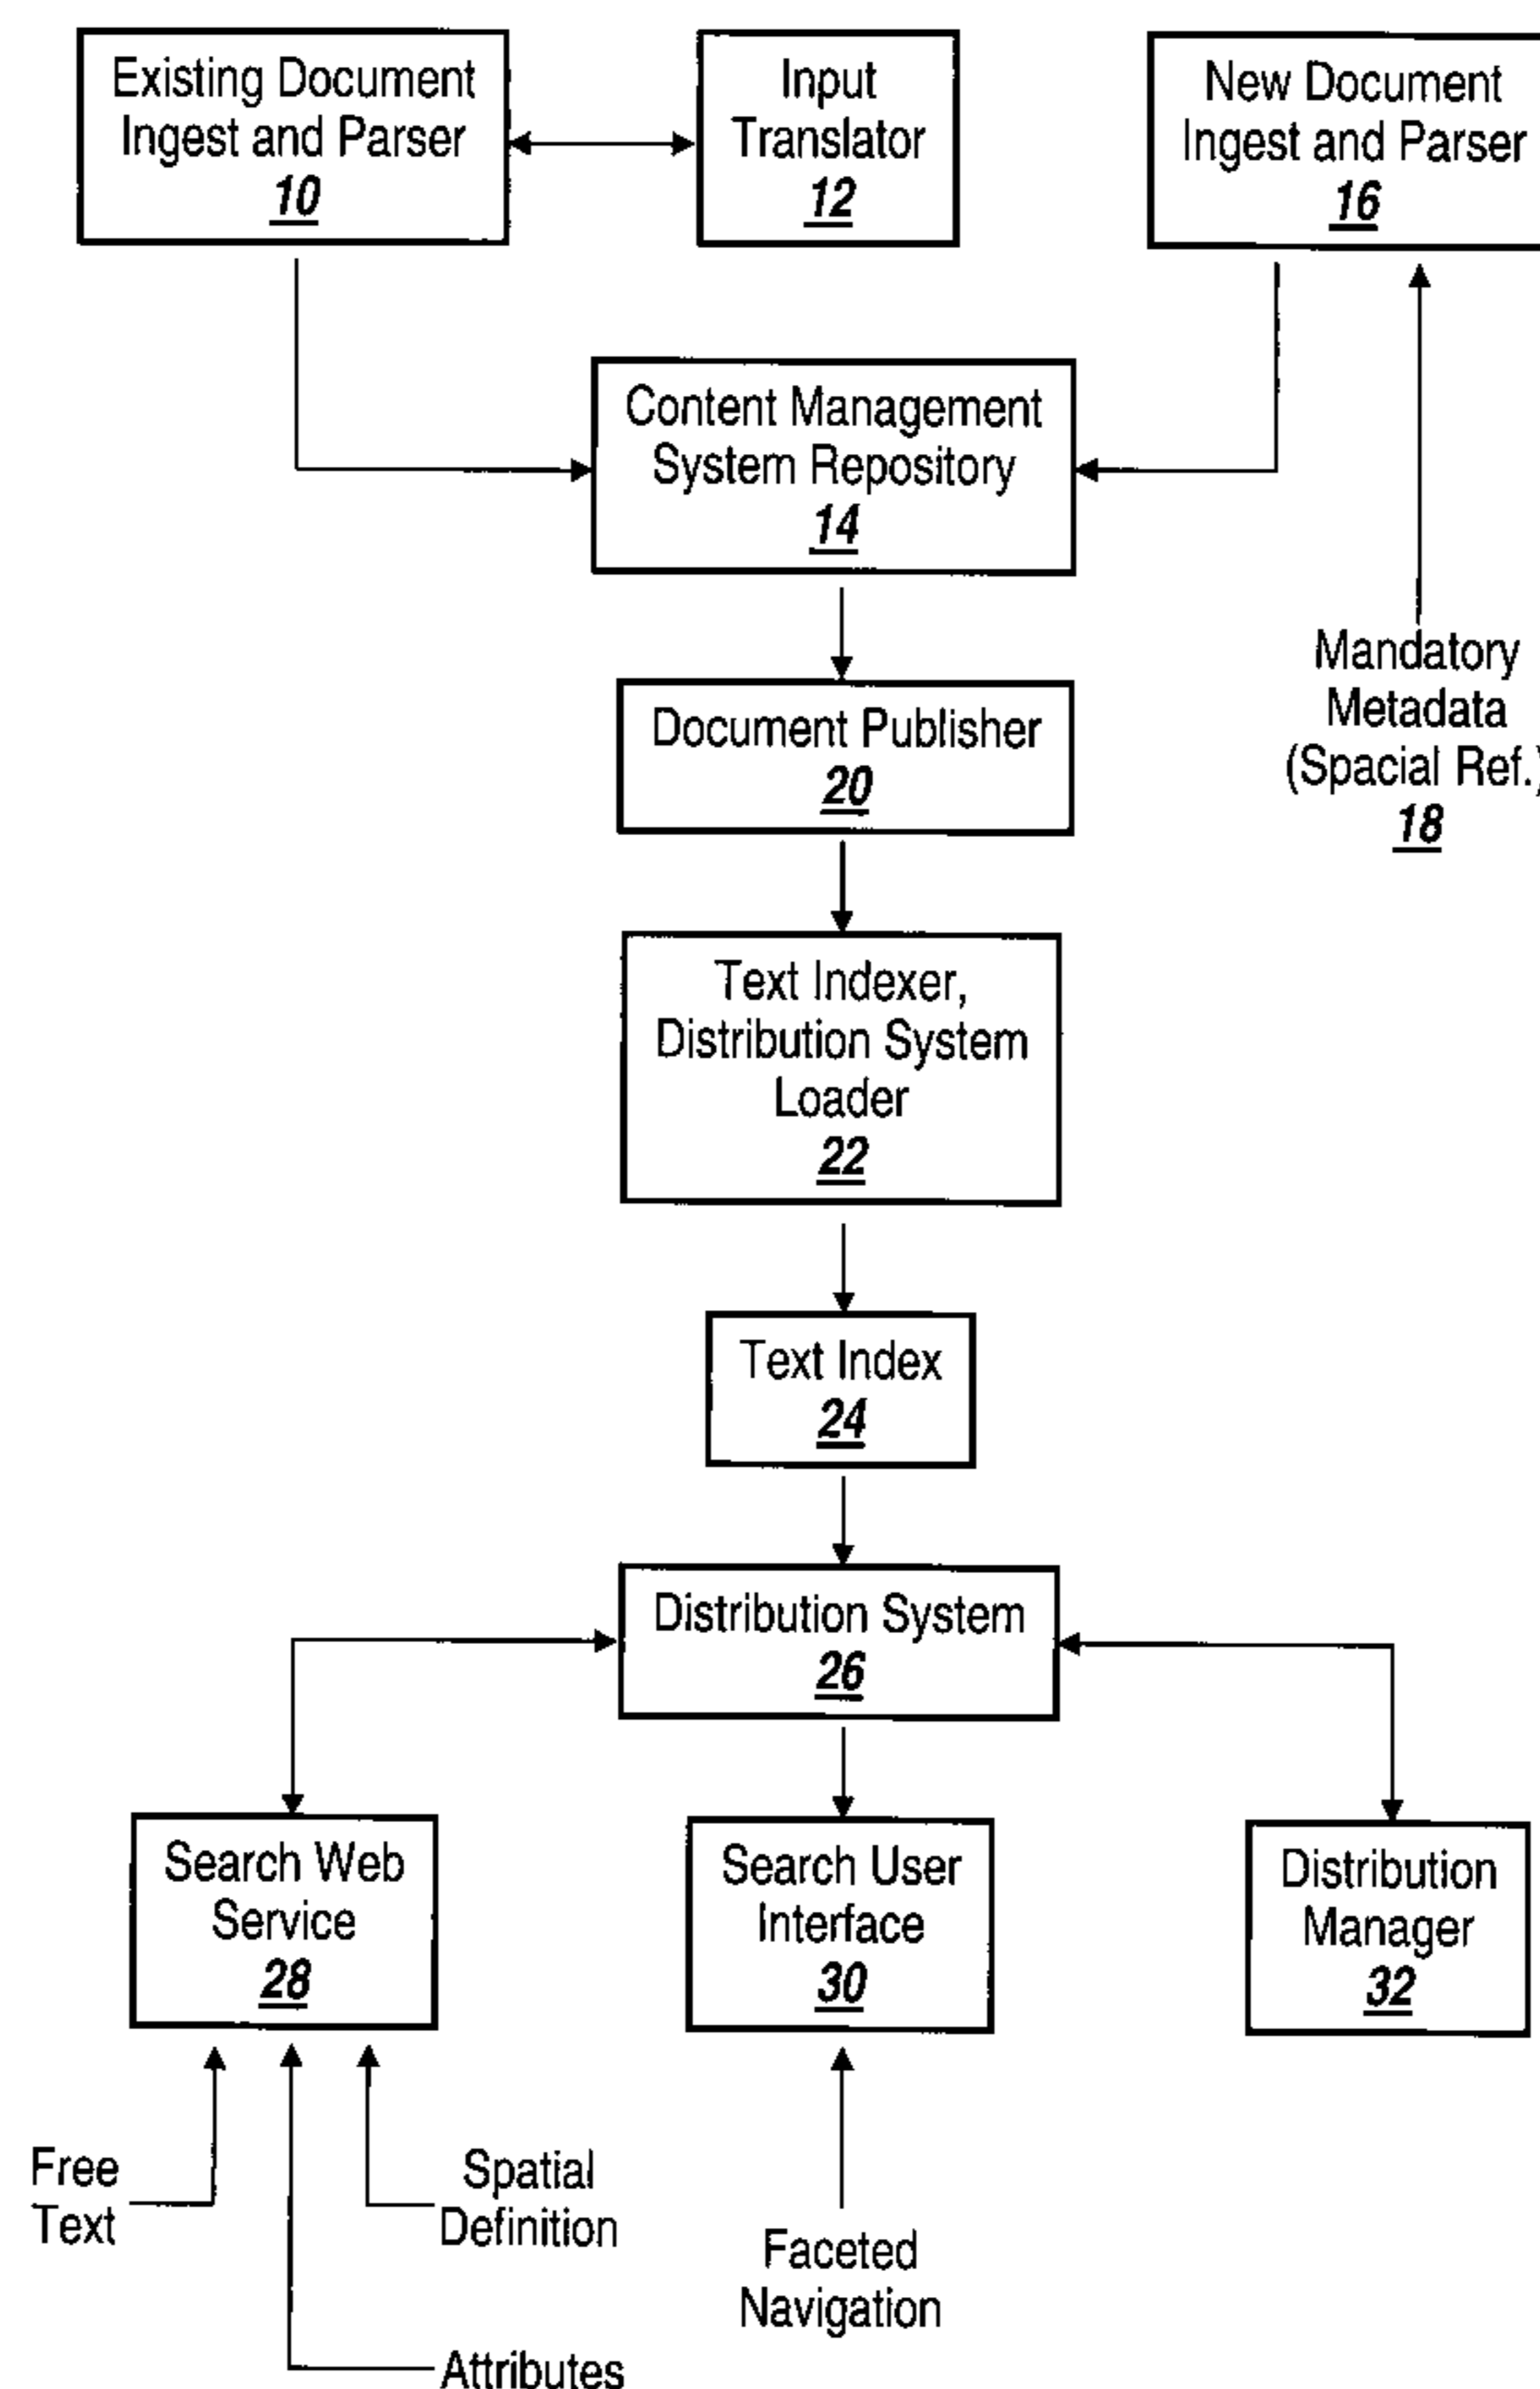 Existing Document
Ingest and Parser
10
Input
Translator
12
New Document
Ingest and Parser
16
Content Management
System Repository
14
Mandatory
Metadata
(Spacial Ref.)
18
Document Publisher
20
Text Indexer,
Distribution System
Loader
22
Text Index
24
Distribution System
26
Search Web
Service
28
Search User
Interface
30
Distribution
Manager
32
Free
Text
Spatial
Definition
Attributes
Faceted
Navigation